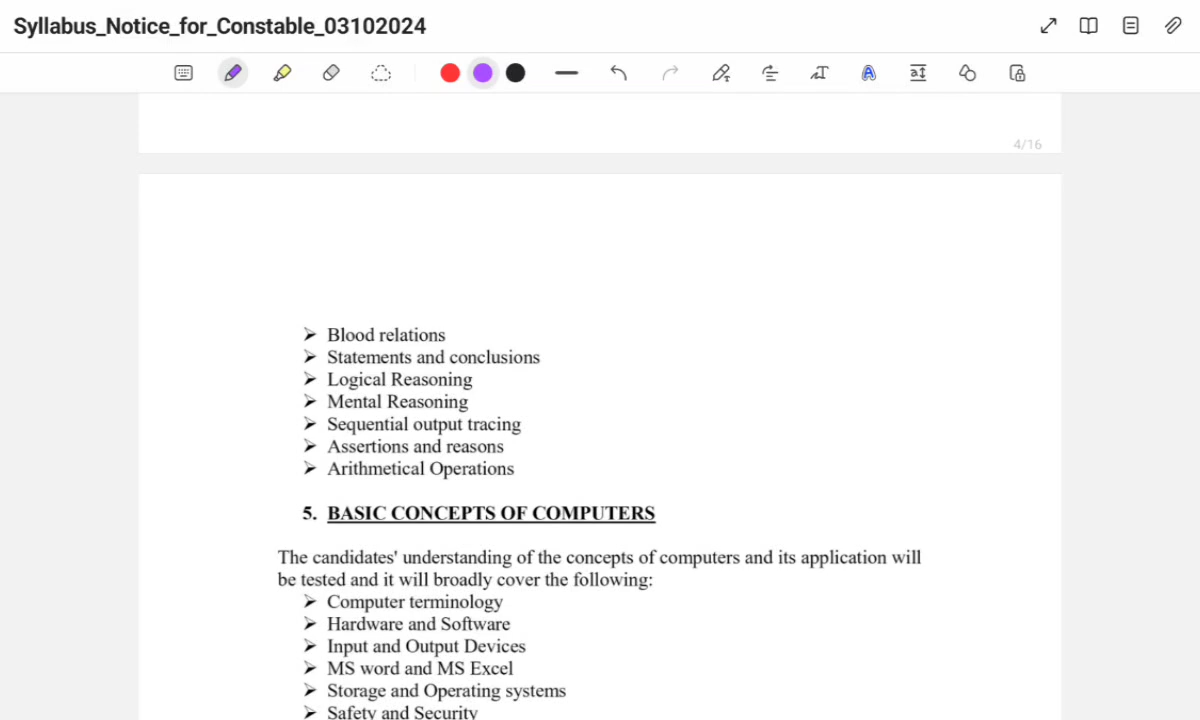 Syllabus_Notice_for_Constable_03102024
4/16
➢ Blood relations
➢ Statements and conclusions
➢ Logical Reasoning
➢ Mental Reasoning
➢ Sequential output tracing
➢ Assertions and reasons
➢ Arithmetical Operations
5. BASIC CONCEPTS OF COMPUTERS
The candidates' understanding of the concepts of computers and its application will
be tested and it will broadly cover the following:
➢ Computer terminology
➢ Hardware and Software
➢ Input and Output Devices
➢ MS word and MS Excel
➢ Storage and Operating systems
➢ Safety and Security